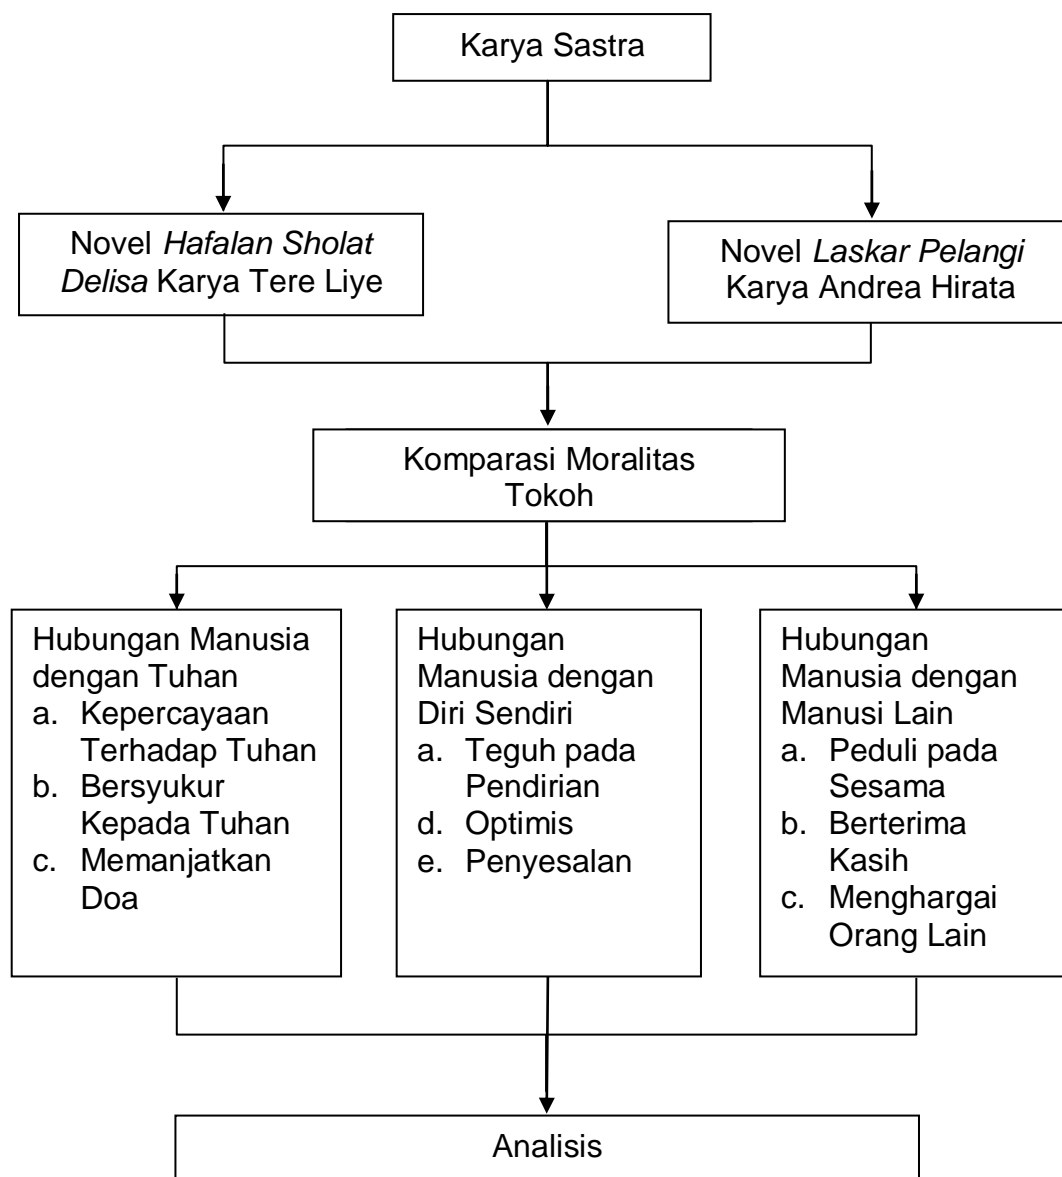 Karya Sastra
Novel Hafalan Sholat
Delisa Karya Tere Liye
Novel Laskar Pelangi
Karya Andrea Hirata
Komparasi Moralitas
Tokoh
Hubungan Manusia
dengan Tuhan
a. Kepercayaan
Terhadap Tuhan
b. Bersyukur
Kepada Tuhan
c. Memanjatkan
Doa
Hubungan
Manusia dengan
Diri Sendiri
a. Teguh pada
Pendirian
d. Optimis
e. Penyesalan
Hubungan
Manusia dengan
Manusi Lain
a. Peduli pada
Sesama
b. Berterima
Kasih
c. Menghargai
Orang Lain
Analisis